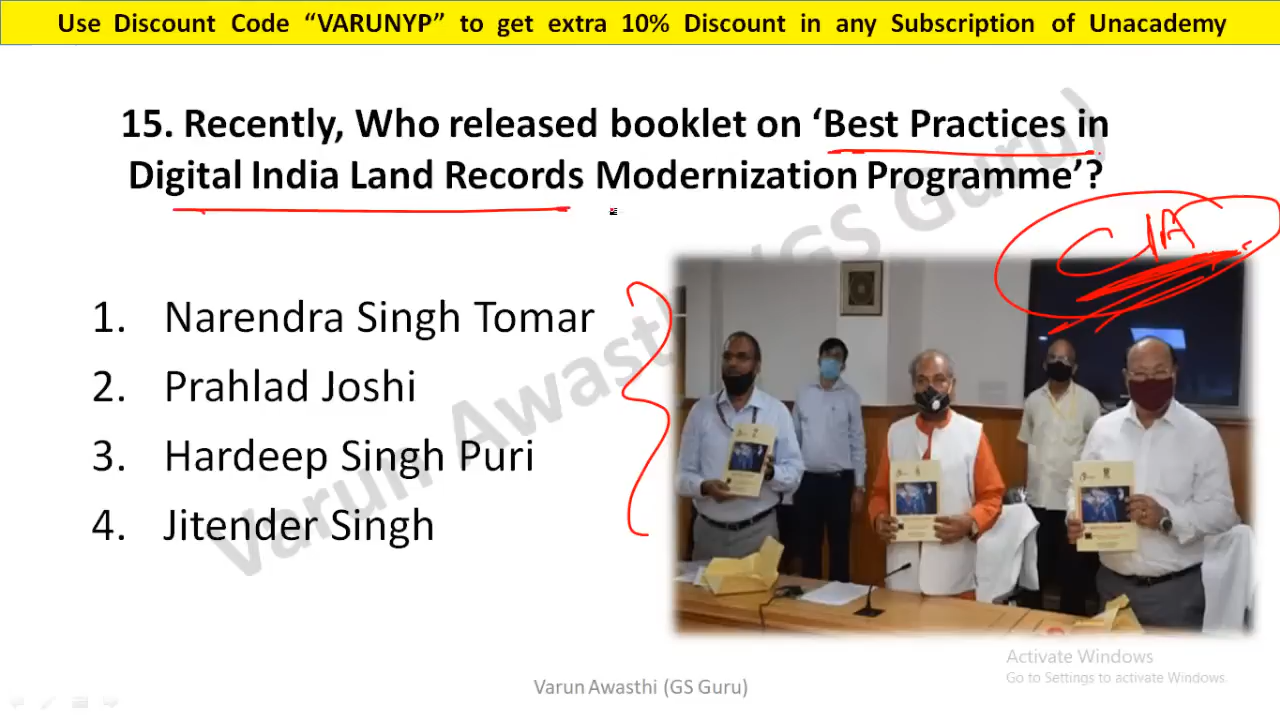 Use Discount Code “VARUNYP” to get extra 10% Discount in any Subscription of Unacademy
15. Recently, Who released booklet on ‘Best Practices in
Digital India Land Records Modernization Programme’?
CIA
1. Narendra Singh Tomar
2. Prahlad Joshi
3. Hardeep Singh Puri
4. Jitender Singh
Varun Awasthi (GS Guru)
Activate Windows
Go to Settings to activate Windows.
Varun Awasthi (GS Guru)